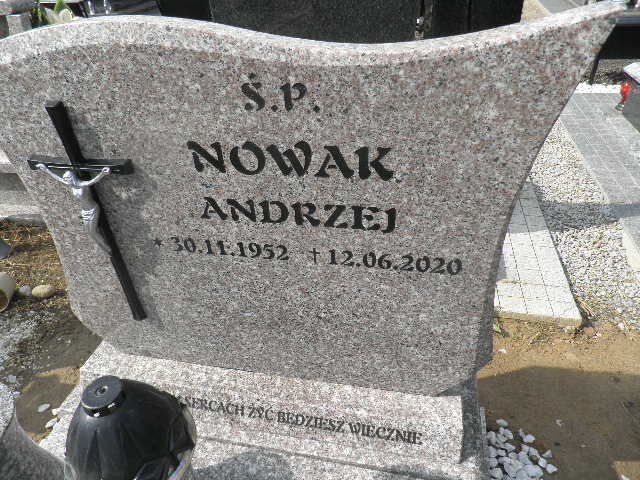 Ś.P.
NOWAK
ANDRZEJ
* 30.11.1952 † 12.06.2020
SERCACH ŻYĆ BĘDZIESZ WIECZNIE